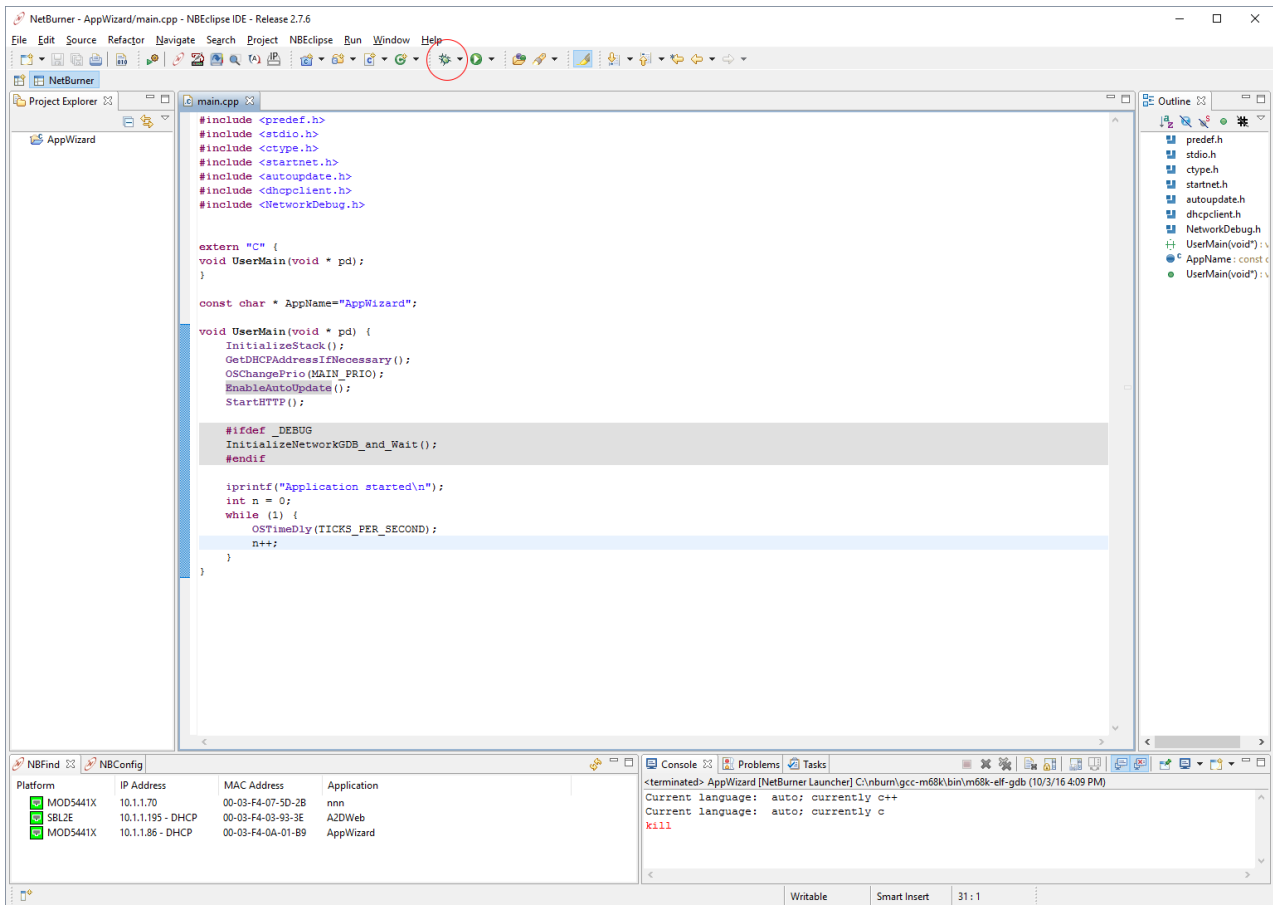 NetBurner - AppWizard/main.cpp - NBEclipse IDE - Release 2.7.6
File Edit Source Refactor Navigate Search Project NBEclipse Run Window Help
NetBurner
Project Explorer
AppWizard
main.cpp
#include <predef.h>
#include <stdio.h>
#include <ctype.h>
#include <startnet.h>
#include <autoupdate.h>
#include <dhcpclient.h>
#include <NetworkDebug.h>
extern "C" {
void UserMain(void * pd);
}
const char * AppName="AppWizard";
void UserMain(void * pd) {
InitializeStack();
GetDHCPAddressIfNecessary();
OSChangePrio(MAIN_PRIO);
EnableAutoUpdate();
StartHTTP();
#ifdef _DEBUG
InitializeNetworkGDB_and_Wait();
#endif
iprintf("Application started\n");
int n = 0;
while (1) {
OSTimeDly(TICKS_PER_SECOND);
n++;
}
}
Outline
predef.h
stdio.h
ctype.h
startnet.h
autoupdate.h
dhcpclient.h
NetworkDebug.h
UserMain(void*) :
AppName : const
UserMain(void*) :
NBFind NBConfig
Platform IP Address MAC Address Application
MOD5441X 10.1.1.70 00-03-F4-07-5D-2B nnn
SBL2E 10.1.1.195 - DHCP 00-03-F4-03-93-3E A2DWeb
MOD5441X 10.1.1.86 - DHCP 00-03-F4-0A-01-B9 AppWizard
Console Problems Tasks
<terminated> AppWizard [NetBurner Launcher] C:\nburn\gcc-m68k\bin\m68k-elf-gdb (10/3/16 4:09 PM)
Current language: auto; currently c++
Current language: auto; currently c
kill
Writable Smart Insert 31 : 1